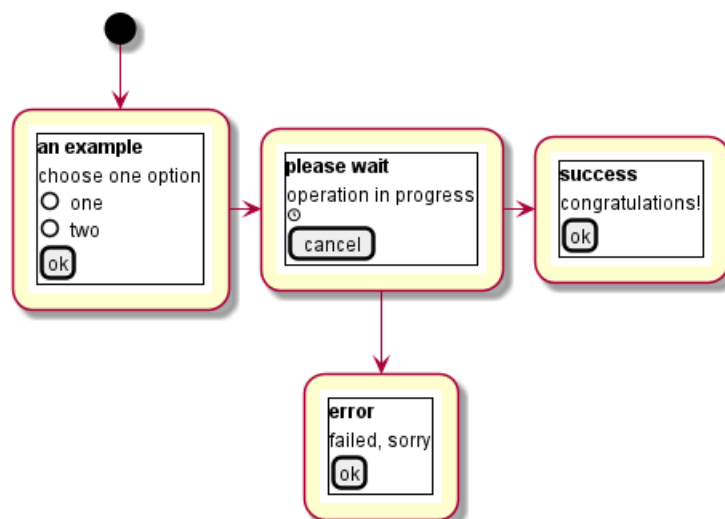 an example
choose one option
one
two
ok
please wait
operation in progress
cancel
success
congratulations!
ok
error
failed, sorry
ok